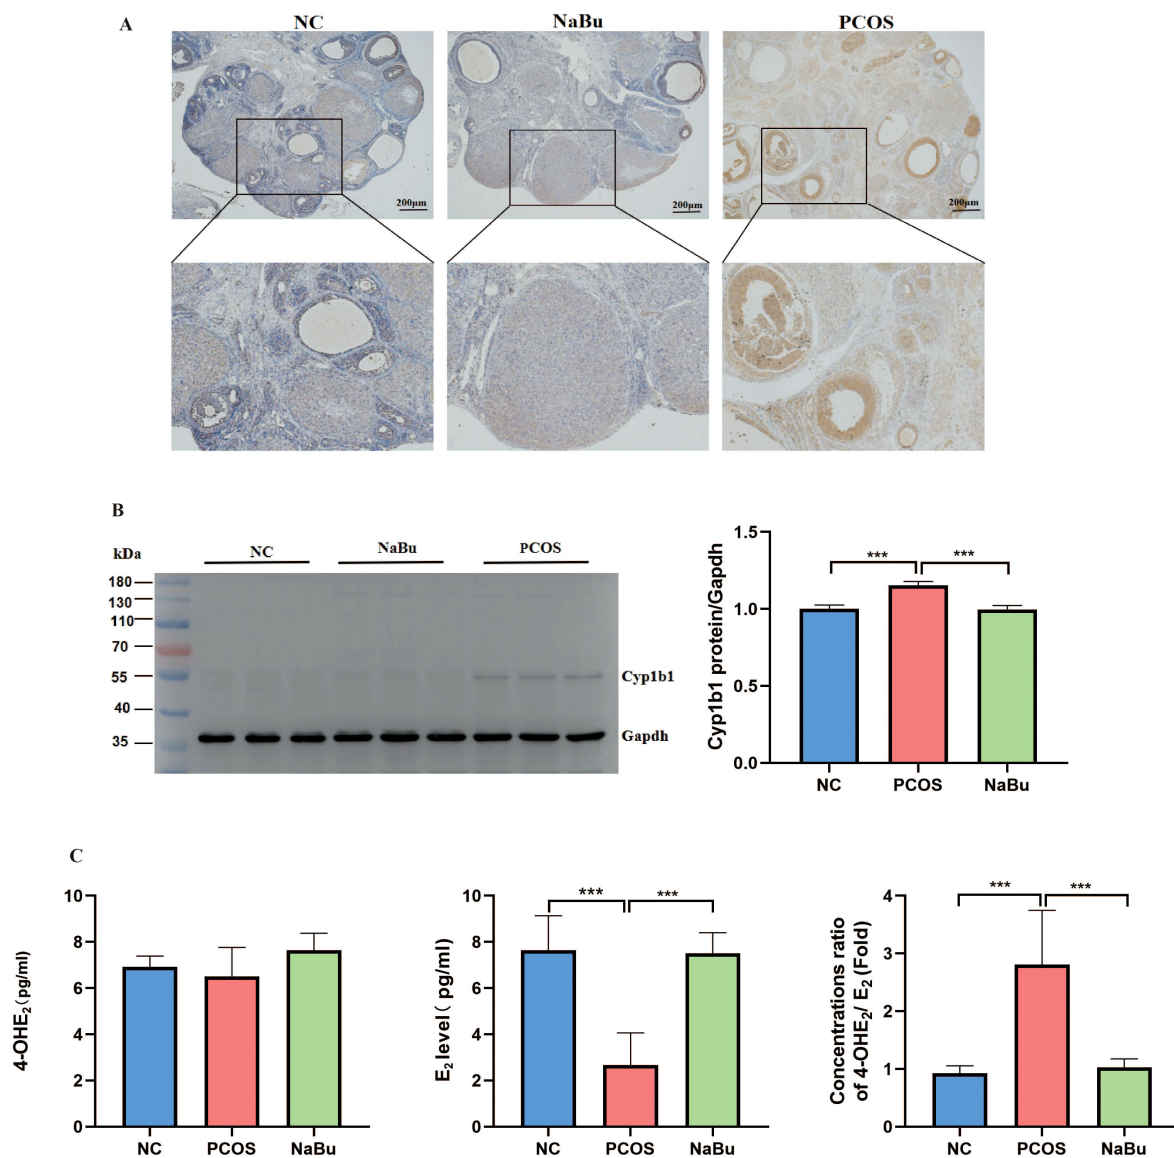 A
NC
NaBu
PCOS
200μm
200μm
200μm
B
kDa
NC
NaBu
PCOS
180
130
110
70
55
40
35
Cyp1b1
Gapdh
Cyp1b1 protein/Gapdh
1.5
1.0
0.5
0.0
***
***
NC
PCOS
NaBu
C
4-OHE₂(pg/ml)
10
8
6
4
2
0
NC
PCOS
NaBu
E₂ level( pg/ml)
10
8
6
4
2
0
***
***
NC
PCOS
NaBu
Concentrations ratio
of 4-OHE₂/ E₂ (Fold)
4
3
2
1
0
***
***
NC
PCOS
NaBu